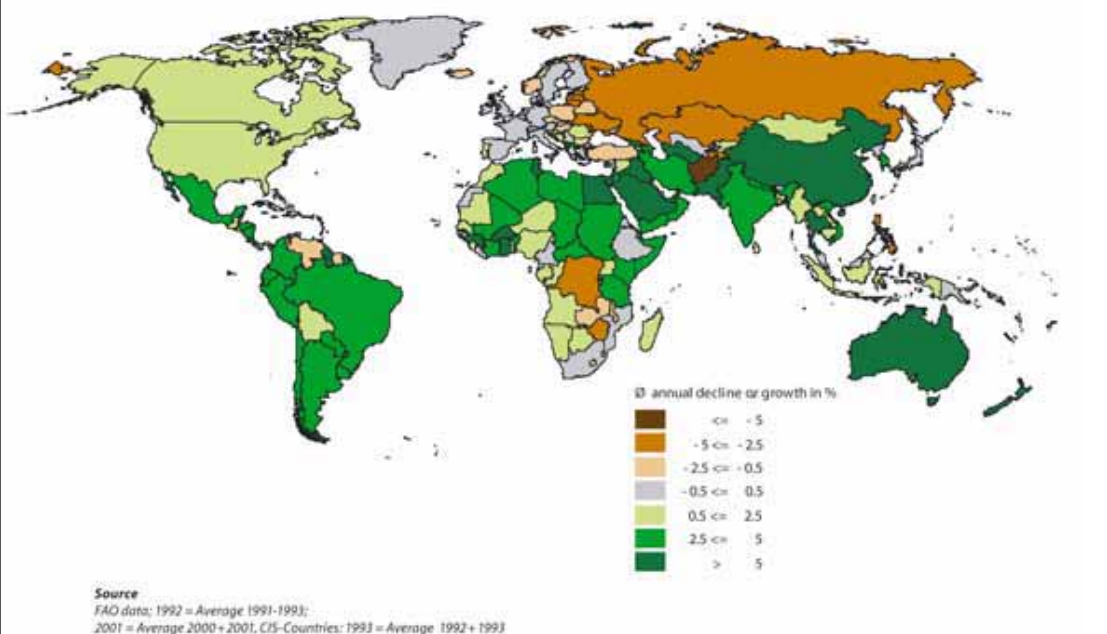 Ø annual decline or growth in %
<= - 5
- 5 <= - 2.5
- 2.5 <= - 0.5
- 0.5 <= 0.5
0.5 <= 2.5
2.5 <= 5
> 5
Source
FAO data; 1992 = Average 1991-1993;
2001 = Average 2000+2001, CIS-Countries: 1993 = Average 1992+1993